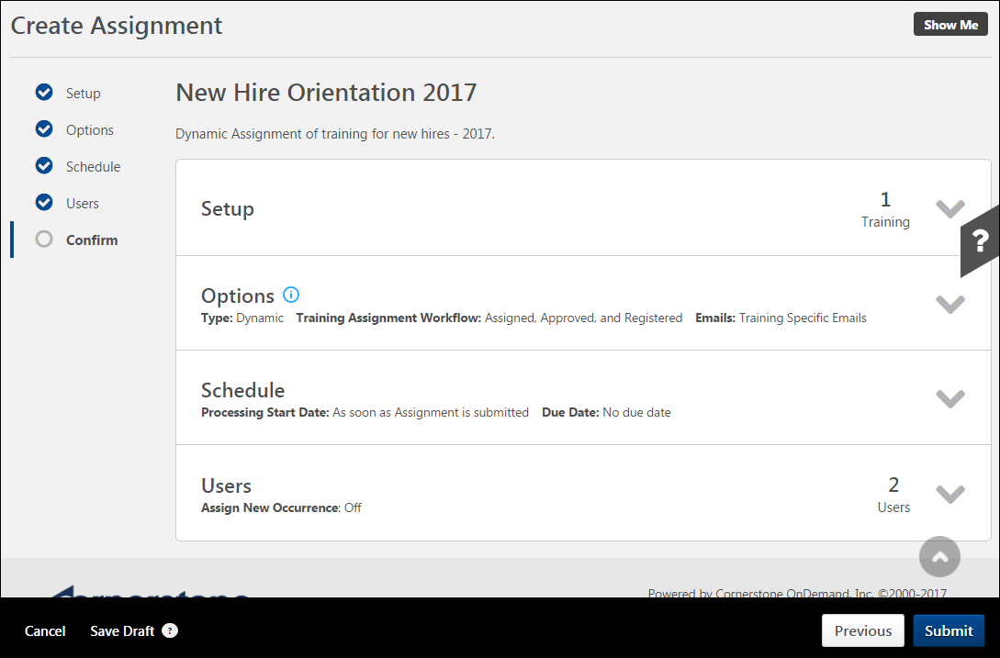 Create Assignment
Show Me
Setup
Options
Schedule
Users
Confirm
New Hire Orientation 2017
Dynamic Assignment of training for new hires - 2017.
Setup
1
Training
?
Options
Type: Dynamic Training Assignment Workflow: Assigned, Approved, and Registered Emails: Training Specific Emails
Schedule
Processing Start Date: As soon as Assignment is submitted Due Date: No due date
Users
Assign New Occurrence: Off
2
Users
Powered by Cornerstone OnDemand, Inc. ©2000-2017
Cancel
Save Draft ?
Previous
Submit